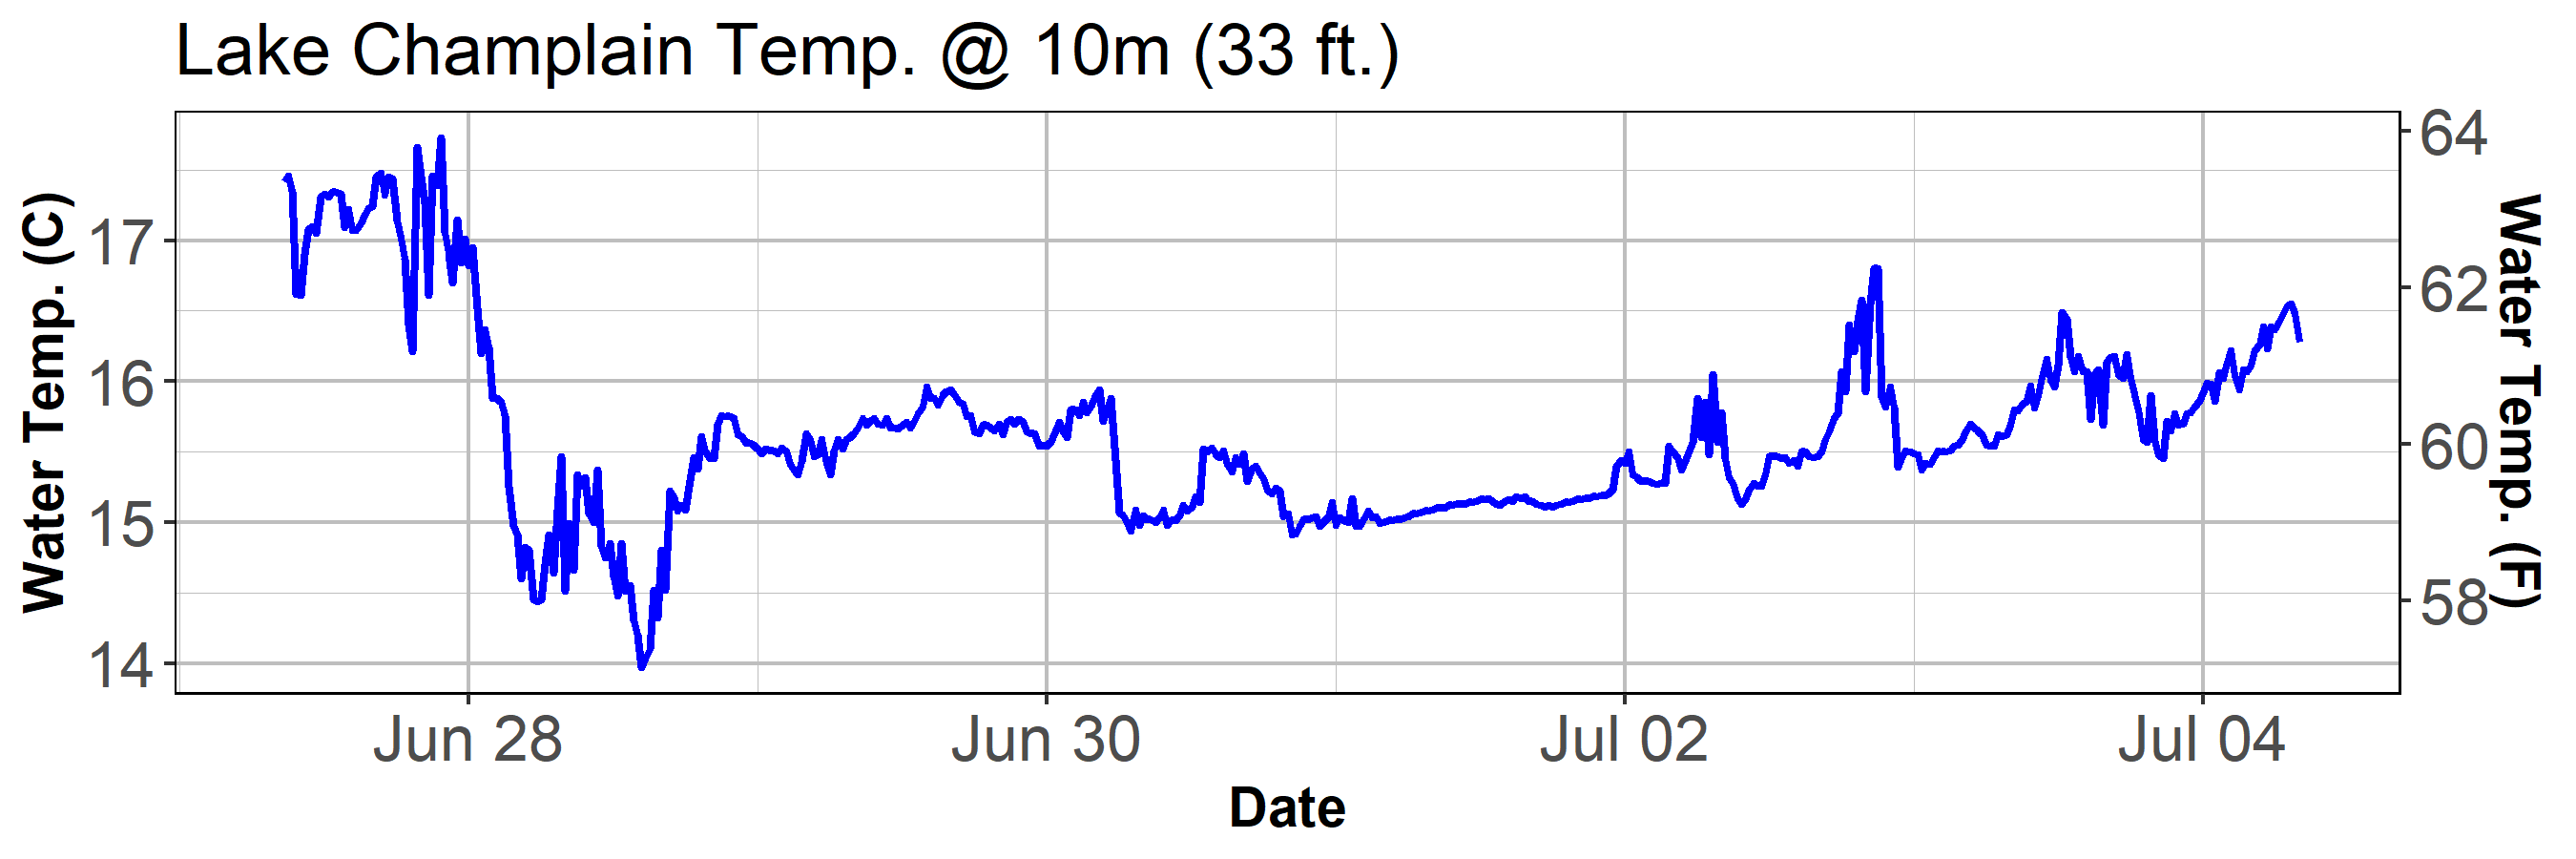 Lake Champlain Temp. @ 10m (33 ft.)
Water Temp. (C)
17
16
15
14
64
62
60
58
Water Temp. (F)
Jun 28
Jun 30
Jul 02
Jul 04
Date